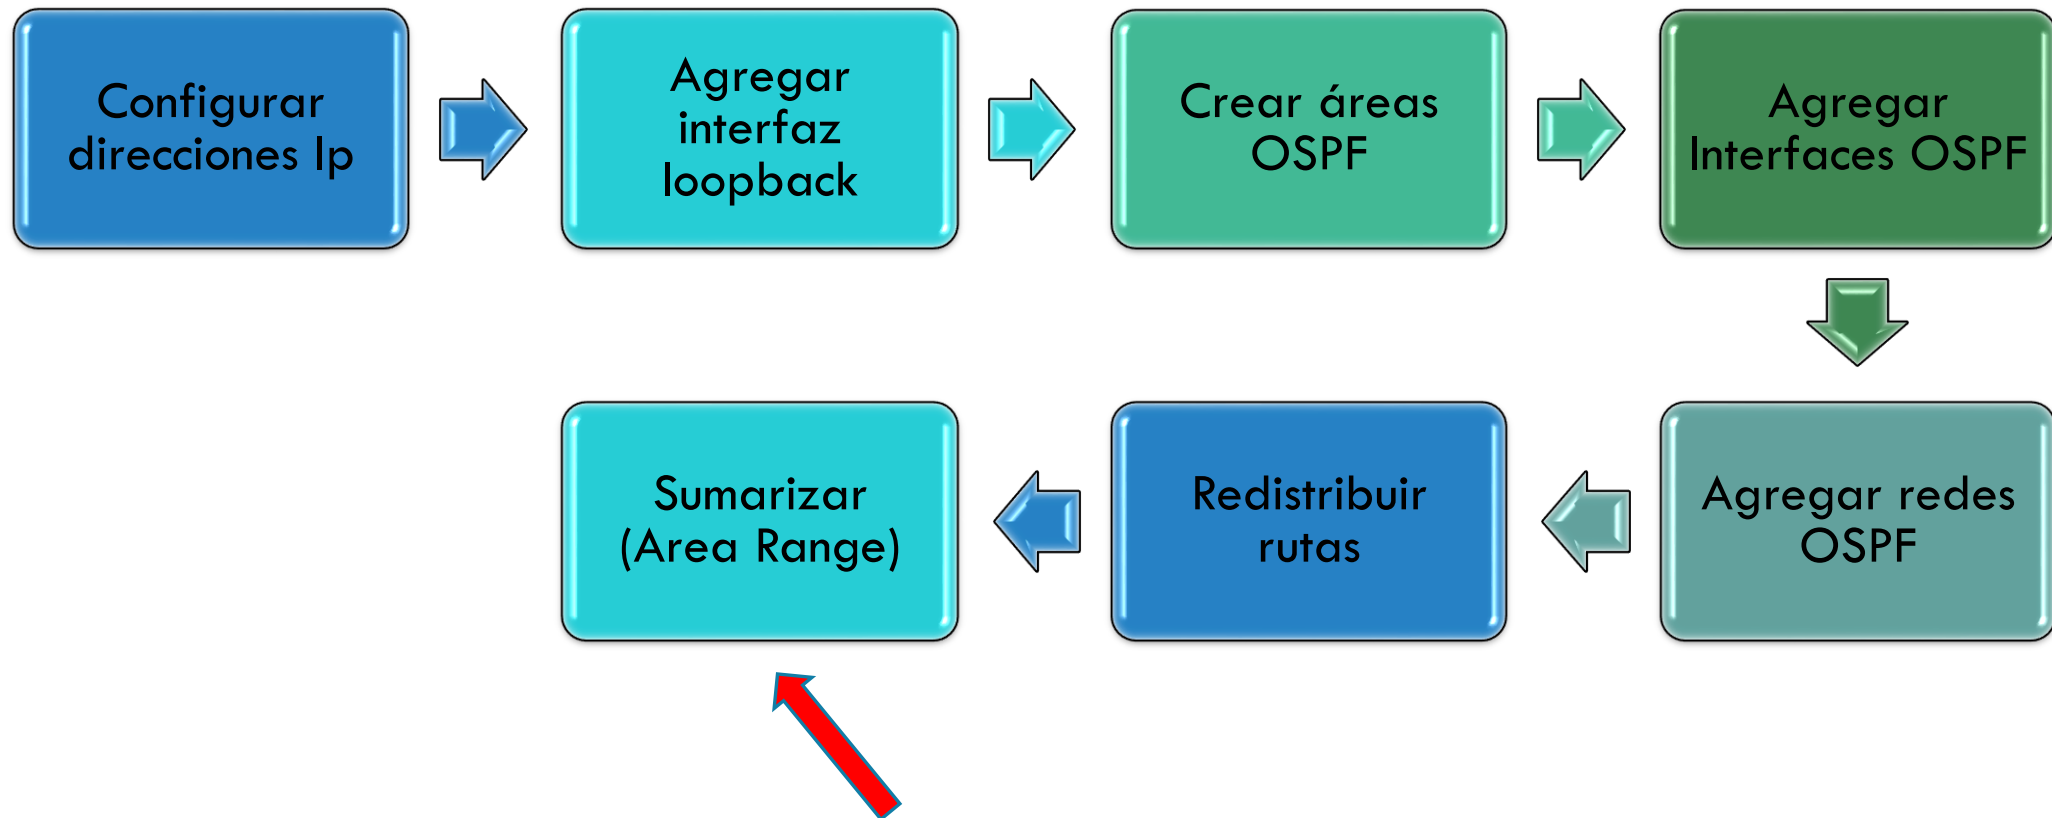 Configurar
direcciones Ip
Agregar
interfaz
loopback
Crear áreas
OSPF
Agregar
Interfaces OSPF
Agregar redes
OSPF
Redistribuir
rutas
Sumarizar
(Area Range)